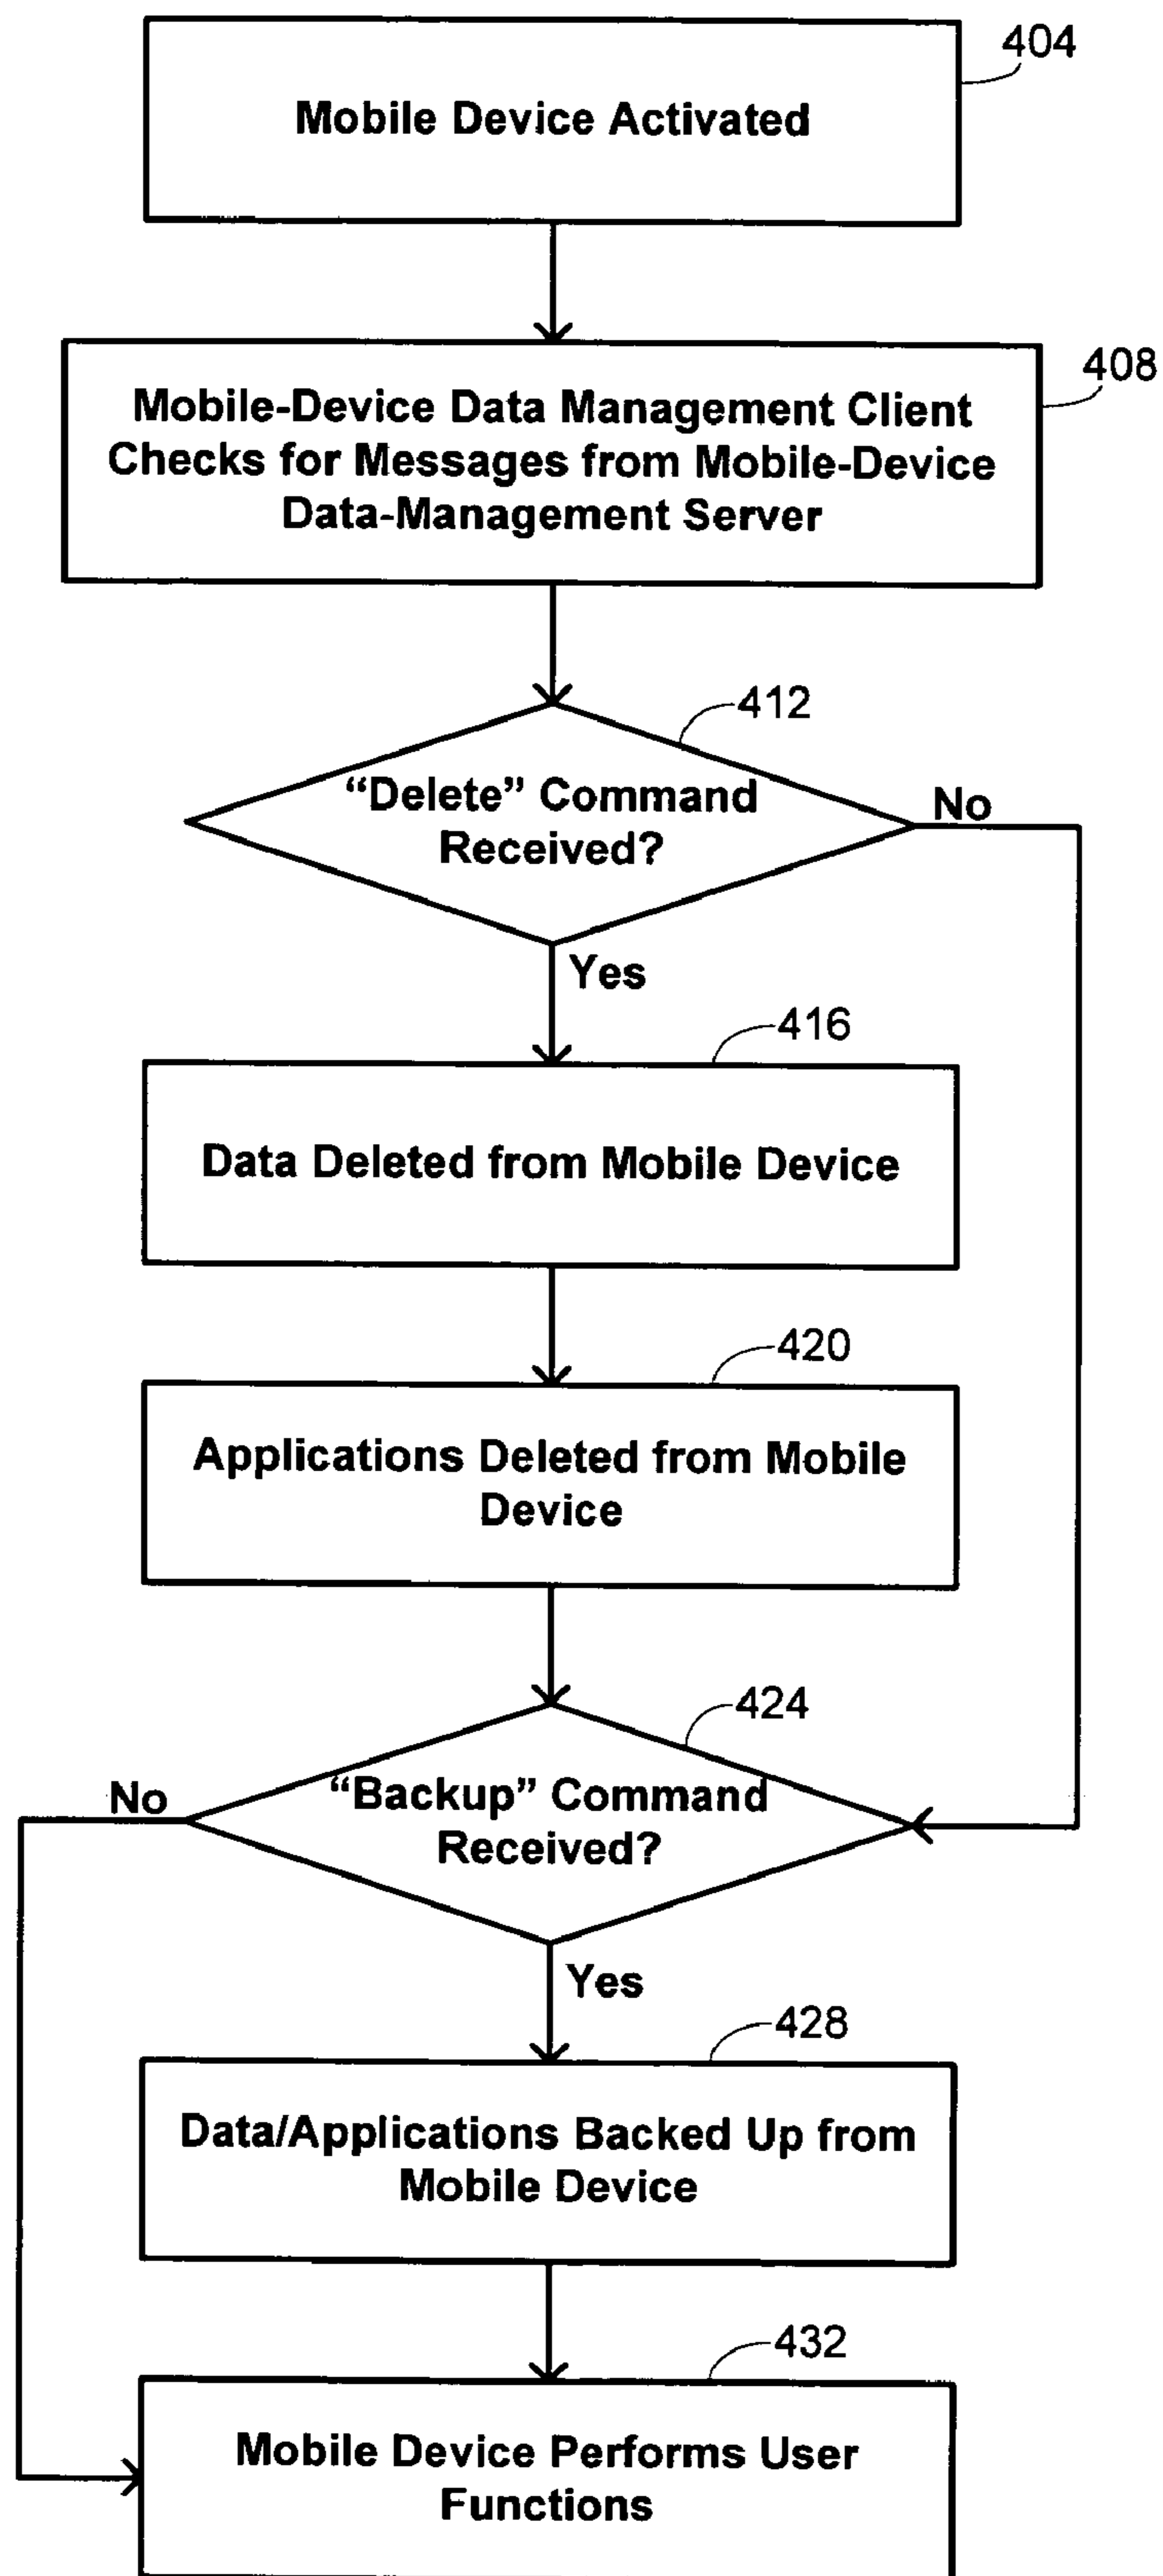 404
Mobile Device Activated
408
Mobile-Device Data Management Client
Checks for Messages from Mobile-Device
Data-Management Server
412
“Delete” Command
Received?
No
Yes
416
Data Deleted from Mobile Device
420
Applications Deleted from Mobile
Device
424
No
“Backup” Command
Received?
Yes
428
Data/Applications Backed Up from
Mobile Device
432
Mobile Device Performs User
Functions